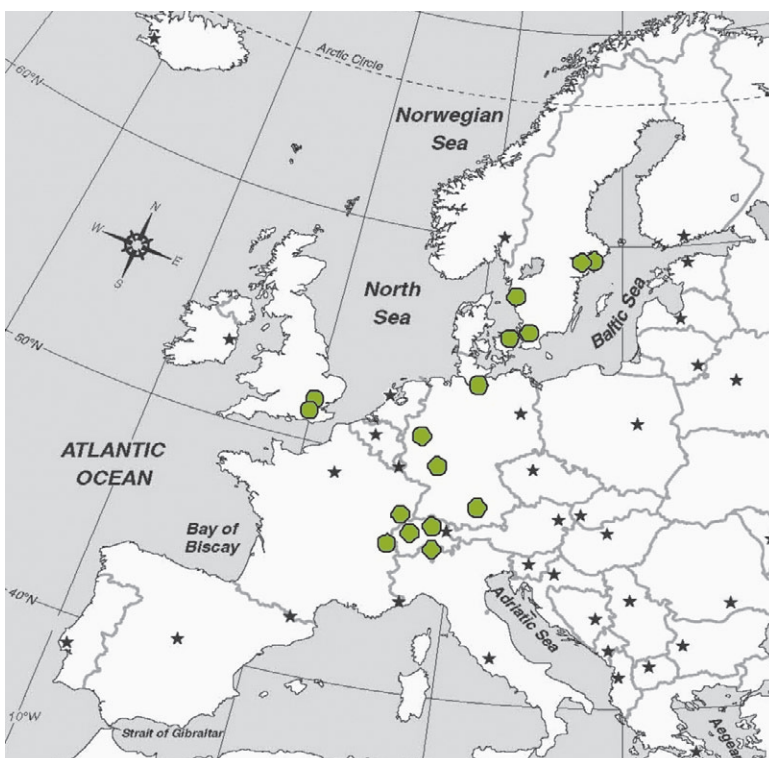 Arctic Circle
60°N
Norwegian
Sea
N
W
E
S
North
Sea
Baltic Sea
50°N
ATLANTIC
OCEAN
Bay of
Biscay
40°N
Adriatic Sea
10°W
Strait of Gibraltar
Aegean